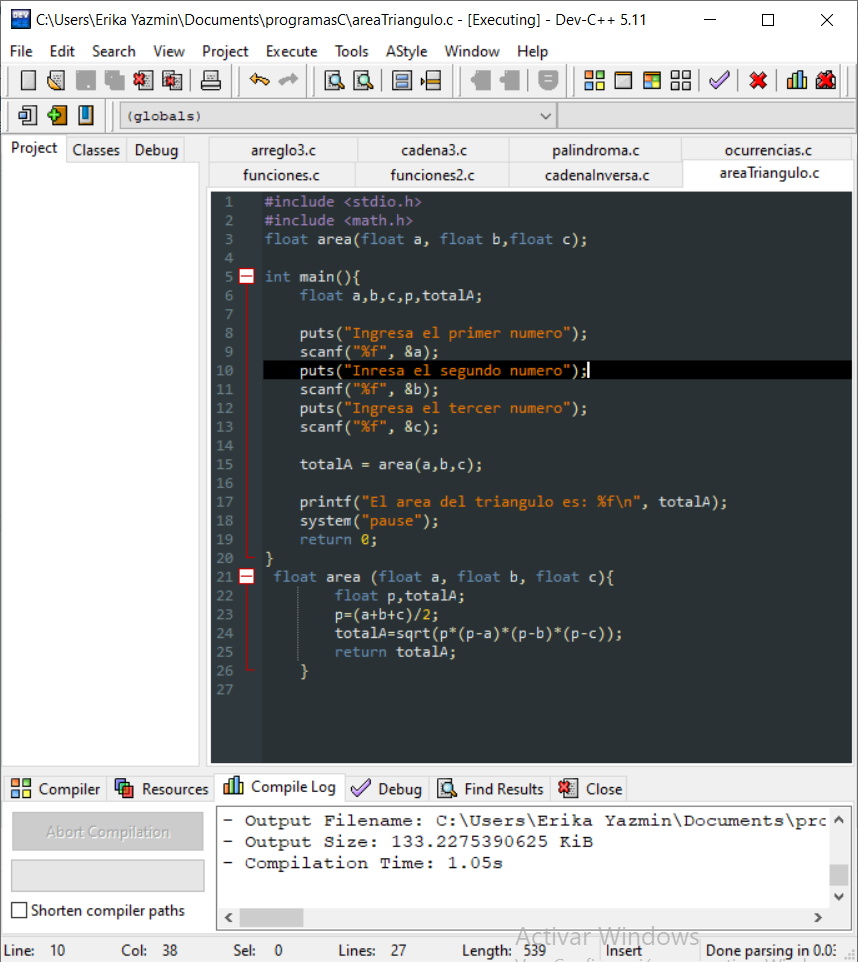 C:\Users\Erika Yazmin\Documents\programasC\areaTriangulo.c - [Executing] - Dev-C++ 5.11
File Edit Search View Project Execute Tools AStyle Window Help
(globals)
Project Classes Debug
arreglo3.c cadena3.c palindroma.c ocurrencias.c
funciones.c funciones2.c cadenaInversa.c areaTriangulo.c
1 #include <stdio.h>
2 #include <math.h>
3 float area(float a, float b,float c);
4
5 int main(){
6 float a,b,c,p,totalA;
7
8 puts("Ingresa el primer numero");
9 scanf("%f", &a);
10 puts("Inresa el segundo numero");
11 scanf("%f", &b);
12 puts("Ingresa el tercer numero");
13 scanf("%f", &c);
14
15 totalA = area(a,b,c);
16
17 printf("El area del triangulo es: %f\n", totalA);
18 system("pause");
19 return 0;
20 }
21 float area (float a, float b, float c){
22 float p,totalA;
23 p=(a+b+c)/2;
24 totalA=sqrt(p*(p-a)*(p-b)*(p-c));
25 return totalA;
26 }
27
Compiler Resources Compile Log Debug Find Results Close
Abort Compilation
Shorten compiler paths
- Output Filename: C:\Users\Erika Yazmin\Documents\prc
- Output Size: 133.2275390625 KiB
- Compilation Time: 1.05s
Activar Windows
Line: 10 Col: 38 Sel: 0 Lines: 27 Length: 539 Insert Done parsing in 0.03